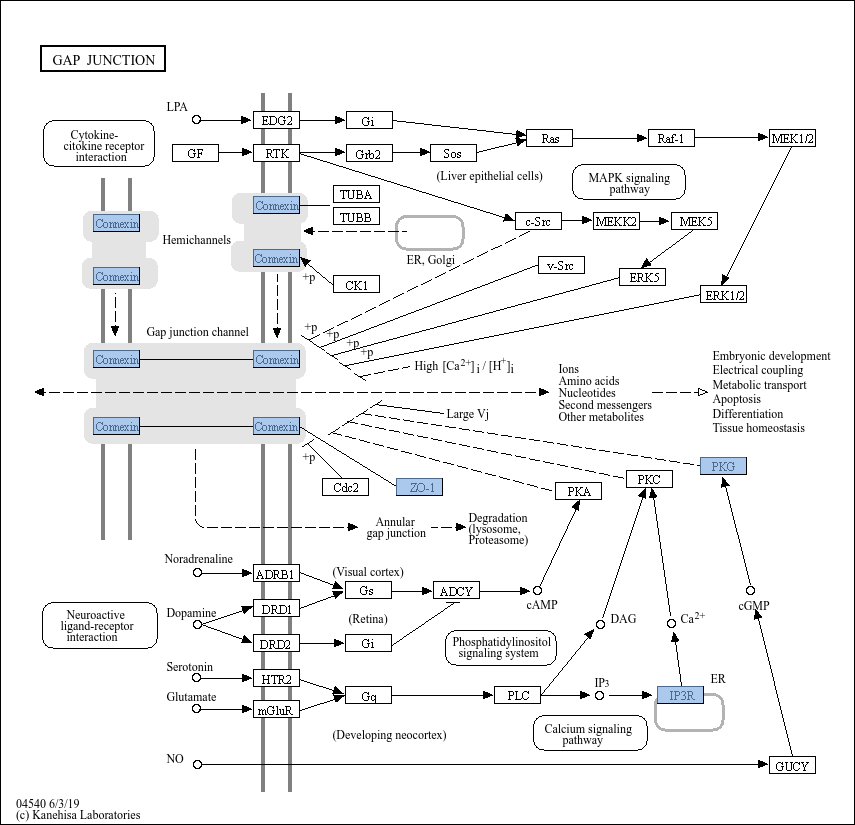 GAP JUNCTION
LPA
EDG2
Gi
Cytokine-
citokine receptor
interaction
GF
RTK
Grb2
Sos
Ras
Raf-1
MEK1/2
(Liver epithelial cells)
MAPK signaling
pathway
TUBA
TUBB
Connexin
Connexin
Hemichannels
c-Src
MEKK2
MEK5
ER, Golgi
Connexin
Connexin
+p
CK1
v-Src
ERK5
ERK1/2
Gap junction channel
+p
+p
+p
+p
Connexin
Connexin
High [Ca2+]i / [H+]i
Ions
Amino acids
Nucleotides
Second messengers
Other metabolites
Embryonic development
Electrical coupling
Metabolic transport
Apoptosis
Differentiation
Tissue homeostasis
Large Vj
Connexin
Connexin
+p
Cdc2
ZO-1
PKA
PKC
PKG
Annular
gap junction
Degradation
(lysosome,
Proteasome)
Noradrenaline
ADRB1
(Visual cortex)
Gs
ADCY
cAMP
cGMP
Dopamine
DRD1
(Retina)
DAG
Ca2+
Neuroactive
ligand-receptor
interaction
DRD2
Gi
Phosphatidylinositol
signaling system
Serotonin
HTR2
Glutamate
mGluR
Gq
PLC
IP3
IP3R
ER
(Developing neocortex)
Calcium signaling
pathway
NO
GUCY
04540 6/3/19
(c) Kanehisa Laboratories